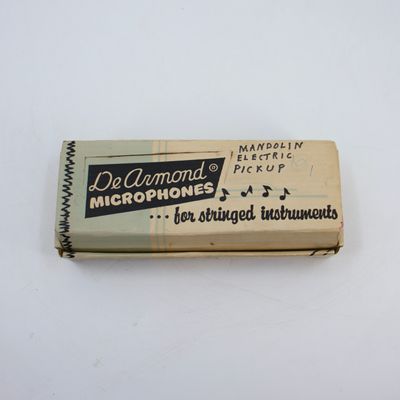 MANDOLIN
ELECTRIC
PICKUP
DeArmond ®
MICROPHONES
... for stringed instruments